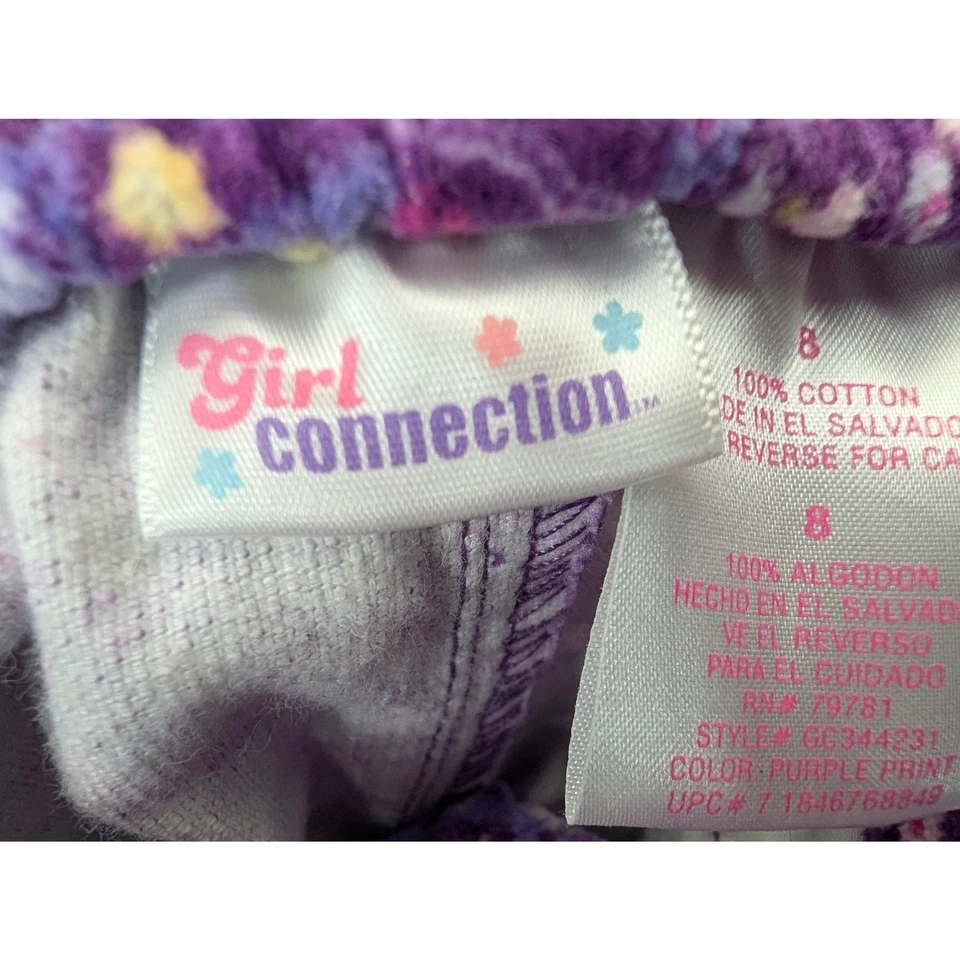 Girl
connection™
8
100% COTTON
DE IN EL SALVADO
REVERSE FOR CA
8
100% ALGODON
HECHO EN EL SALVAD
VE EL REVERSO
PARA EL CUIDADO
RN# 79781
STYLE# GC344231
COLOR: PURPLE PRINT
UPC# 7 1846768849